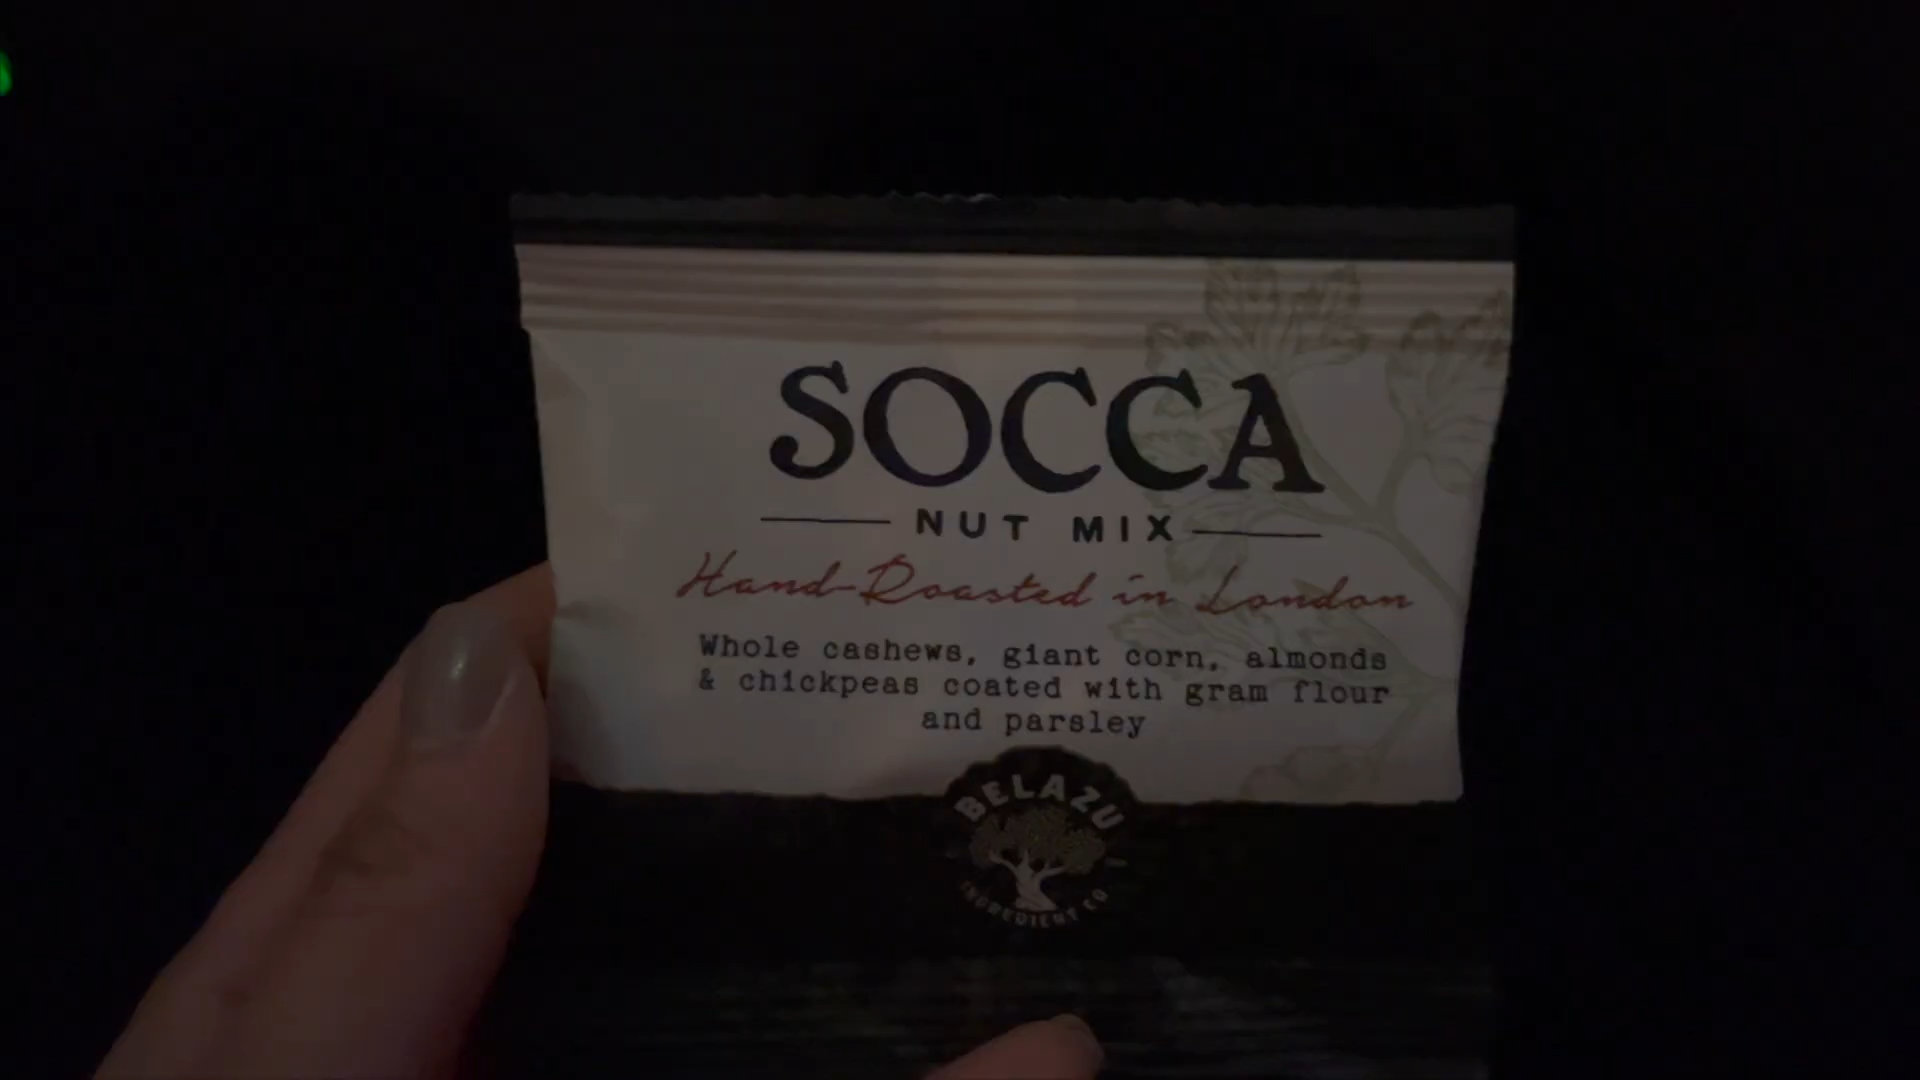 SOCCA
NUT MIX
Hand-Roasted in London
Whole cashews, giant corn, almonds
& chickpeas coated with gram flour
and parsley
BELAZU
INGREDIENT CO